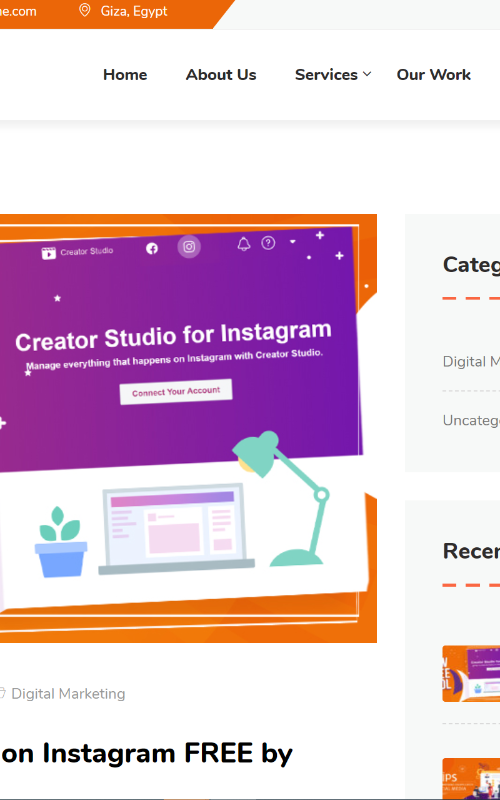 ne.com Giza, Egypt
Home About Us Services Our Work
Creator Studio
Creator Studio for Instagram
Manage everything that happens on Instagram with Creator Studio.
Connect Your Account
Categ
Digital M
Uncatego
Recen
Digital Marketing
on Instagram FREE by